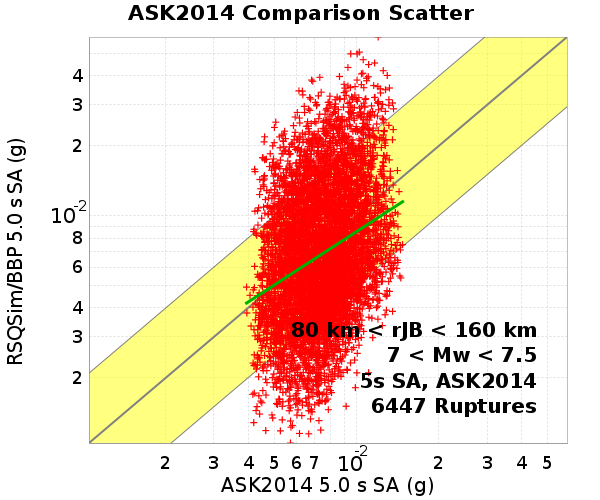 ASK2014 Comparison Scatter
RSQSim/BBP 5.0 s SA (g)
4
3
2
10⁻²
8
6
4
3
2
80 km < rJB < 160 km
7 < Mw < 7.5
5s SA, ASK2014
6447 Ruptures
2 3 4 5 6 7 10⁻² 2 3 4 5
ASK2014 5.0 s SA (g)